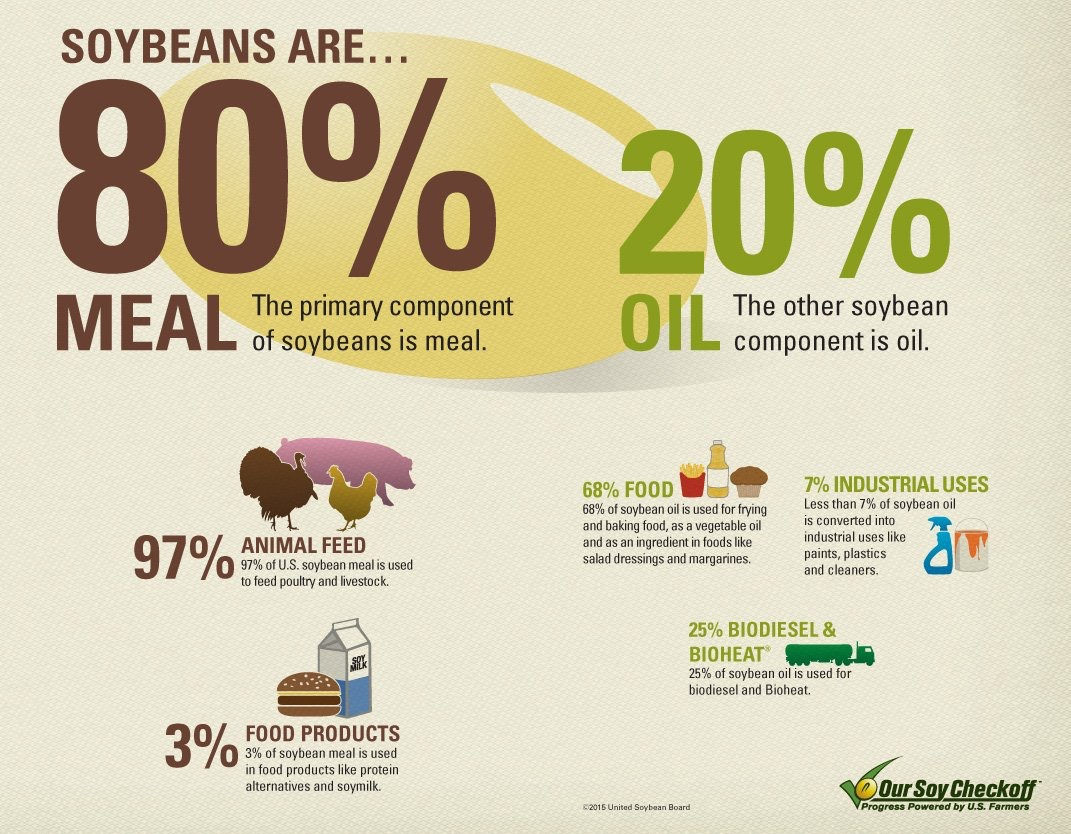 SOYBEANS ARE...
80%
MEAL
The primary component
of soybeans is meal.
20%
OIL
The other soybean
component is oil.
97%
ANIMAL FEED
97% of U.S. soybean meal is used
to feed poultry and livestock.
SOY
MILK
3%
FOOD PRODUCTS
3% of soybean meal is used
in food products like protein
alternatives and soymilk.
68% FOOD
68% of soybean oil is used for frying
and baking food, as a vegetable oil
and as an ingredient in foods like
salad dressings and margarines.
7% INDUSTRIAL USES
Less than 7% of soybean oil
is converted into
industrial uses like
paints, plastics
and cleaners.
25% BIODIESEL &
BIOHEAT®
25% of soybean oil is used for
biodiesel and Bioheat.
©2015 United Soybean Board
Our Soy Checkoff™
Progress Powered by U.S. Farmers